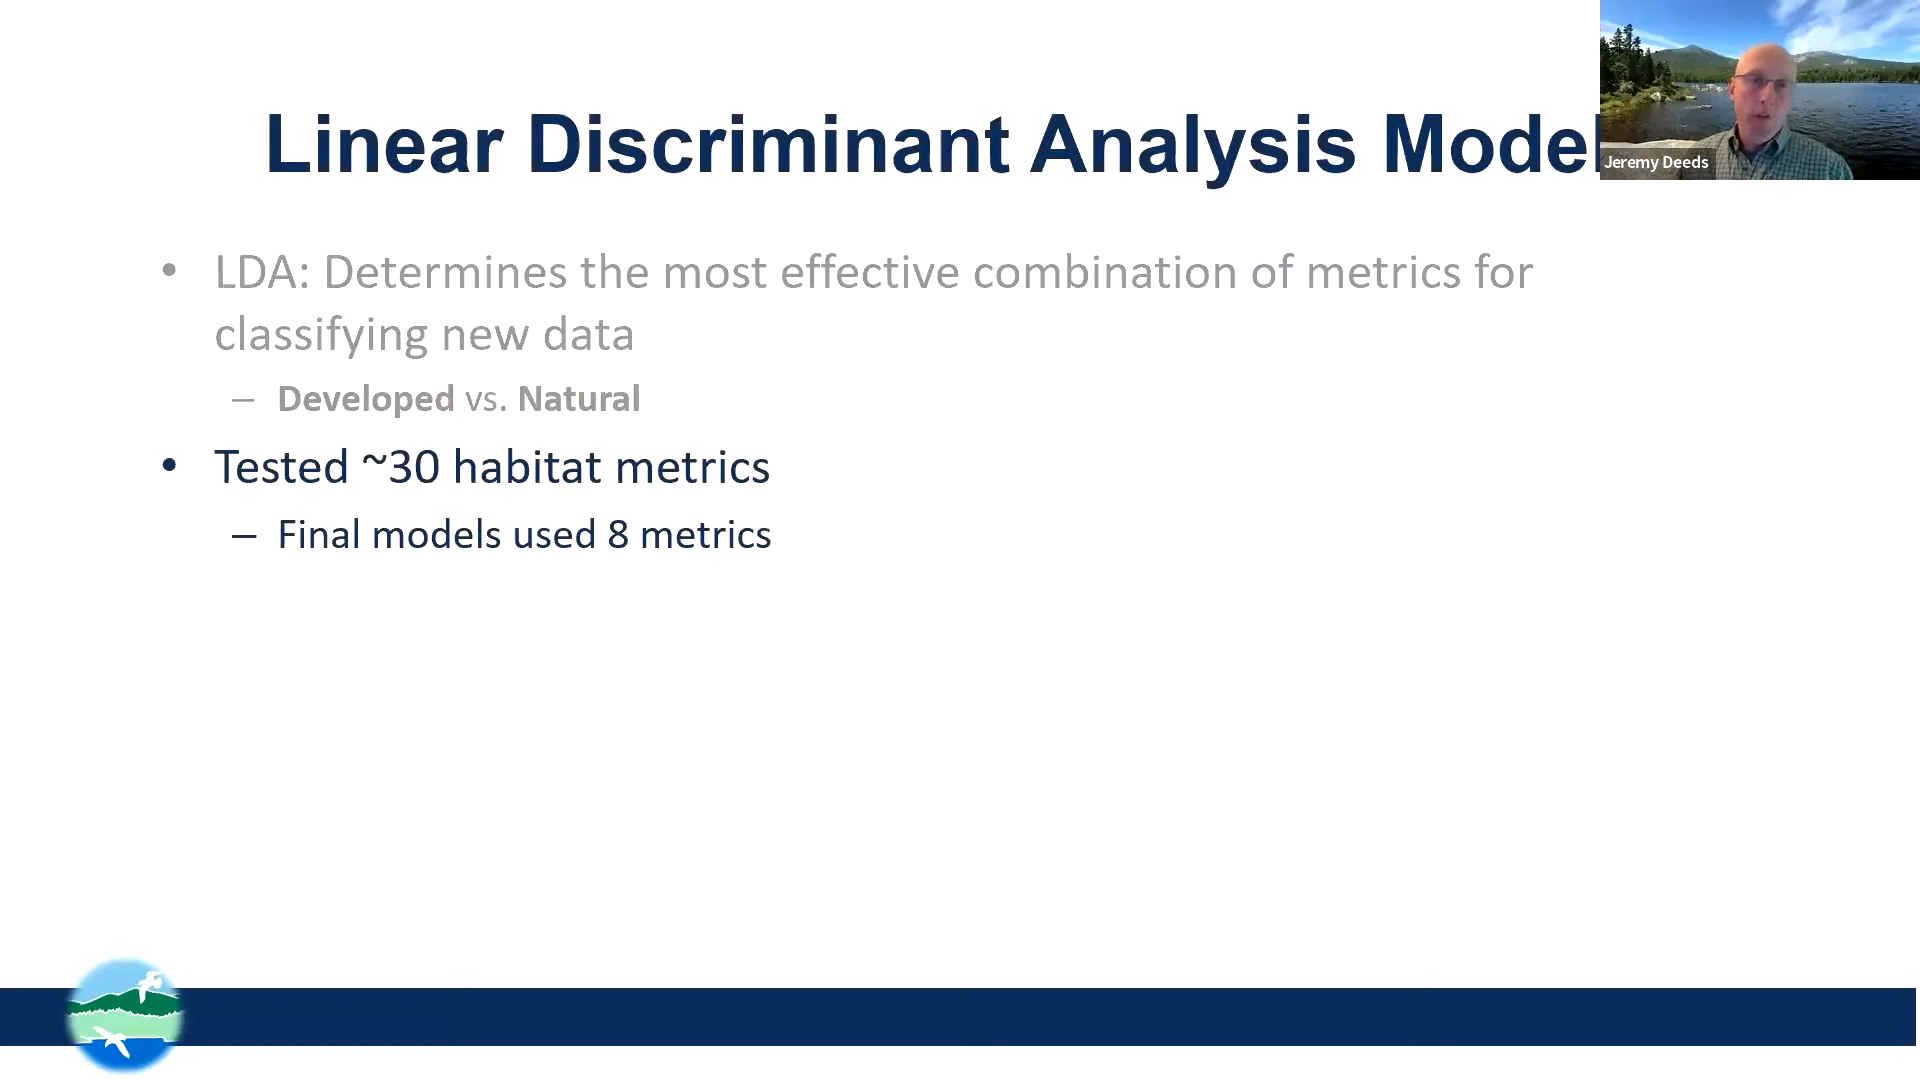 Linear Discriminant Analysis Model
Jeremy Deeds
• LDA: Determines the most effective combination of metrics for
classifying new data
– Developed vs. Natural
• Tested ~30 habitat metrics
– Final models used 8 metrics